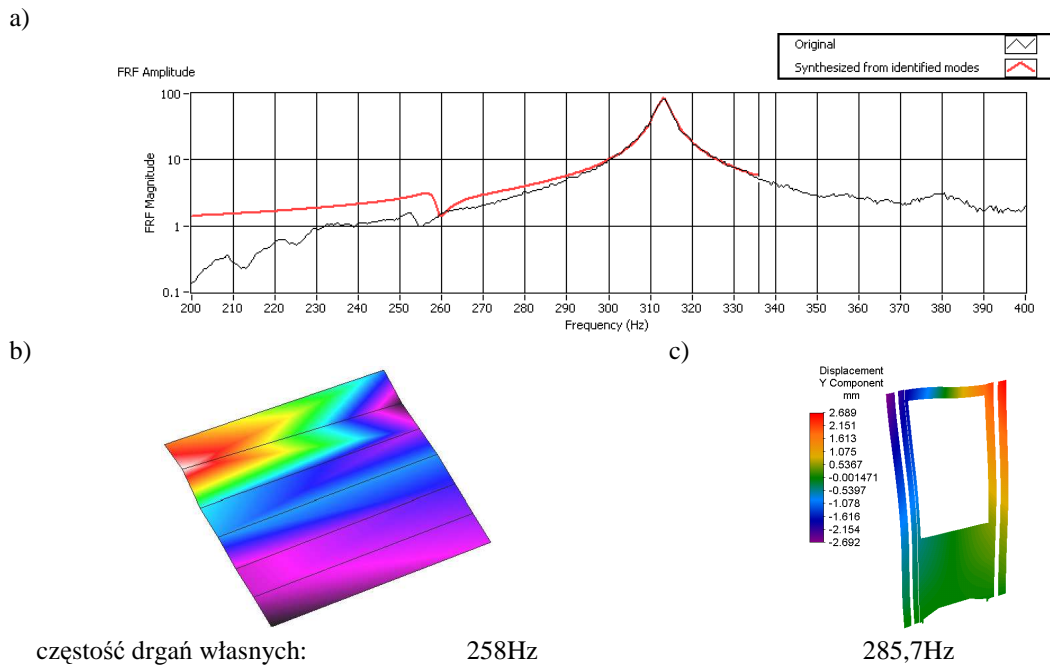 a)
Original
Synthesized from identified modes
FRF Amplitude
FRF Magnitude
100
10
1
0.1
200 210 220 230 240 250 260 270 280 290 300 310 320 330 340 350 360 370 380 390 400
Frequency (Hz)
b) c)
Displacement
Y Component
mm
2.689
2.151
1.613
1.075
0.5367
-0.001471
-0.5397
-1.078
-1.616
-2.154
-2.692
częstość drgań własnych: 258Hz 285,7Hz